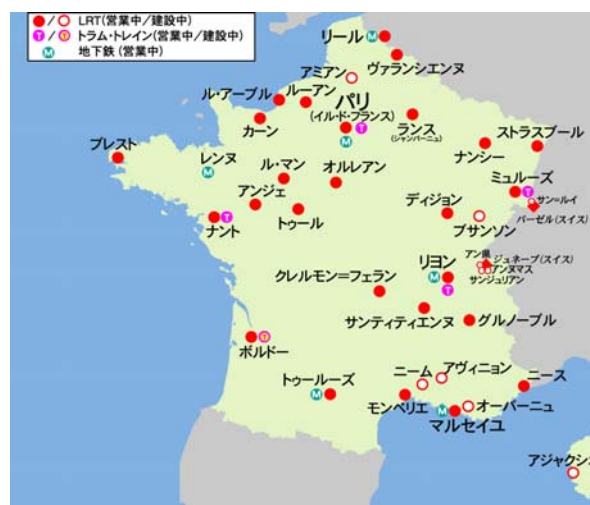 LRT(営業中/建設中)
トラム・トレイン(営業中/建設中)
地下鉄(営業中)
リール
ヴァランシエンヌ
アミアン
ル・アーブル
ルーアン
パリ
(イル・ド・フランス)
カーン
ランス
(シャンパーニュ)
ストラスブール
ナンシー
ブレスト
レンヌ
ル・マン
オルレアン
ミュルーズ
サン=ルイ
バーゼル(スイス)
アンジェ
トゥール
ディジョン
ブサンソン
ナント
リヨン
アン県
ジュネーブ(スイス)
アンヌマス
サンジュリアン
クレルモン=フェラン
サンティティエンヌ
グルノーブル
ボルドー
トゥールーズ
ニーム
アヴィニョン
ニース
モンペリエ
オーバーニュ
マルセイユ
アジャクシ